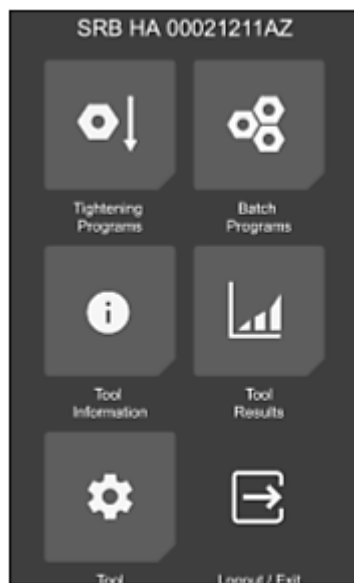 SRB HA 00021211AZ
Tightening
Programs
Batch
Programs
Tool
Information
Tool
Results
Tool
Logout / Exit